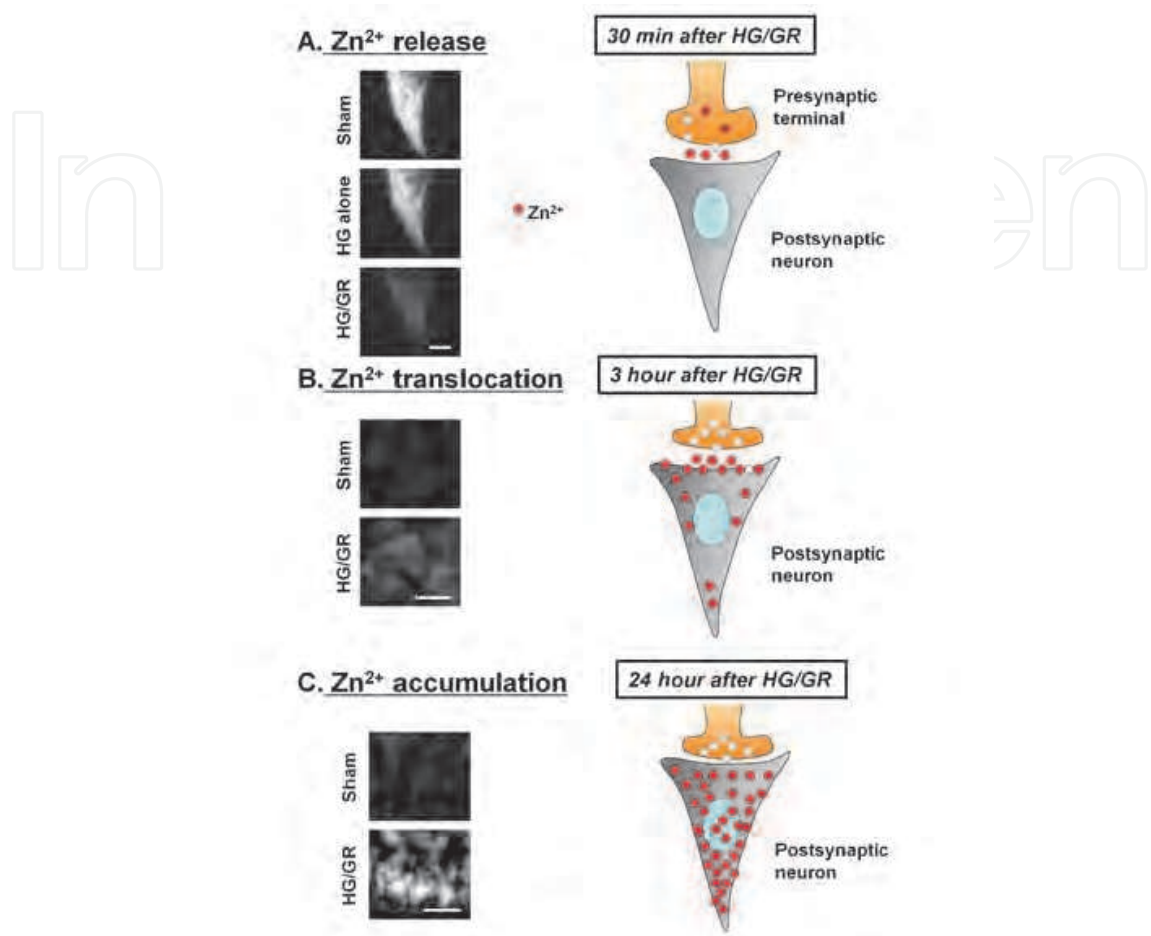 A. Zn²⁺ release
30 min after HG/GR
Sham
HG alone
HG/GR
Zn²⁺
Presynaptic
terminal
Postsynaptic
neuron
B. Zn²⁺ translocation
3 hour after HG/GR
Sham
HG/GR
Postsynaptic
neuron
C. Zn²⁺ accumulation
24 hour after HG/GR
Sham
HG/GR
Postsynaptic
neuron
In
en